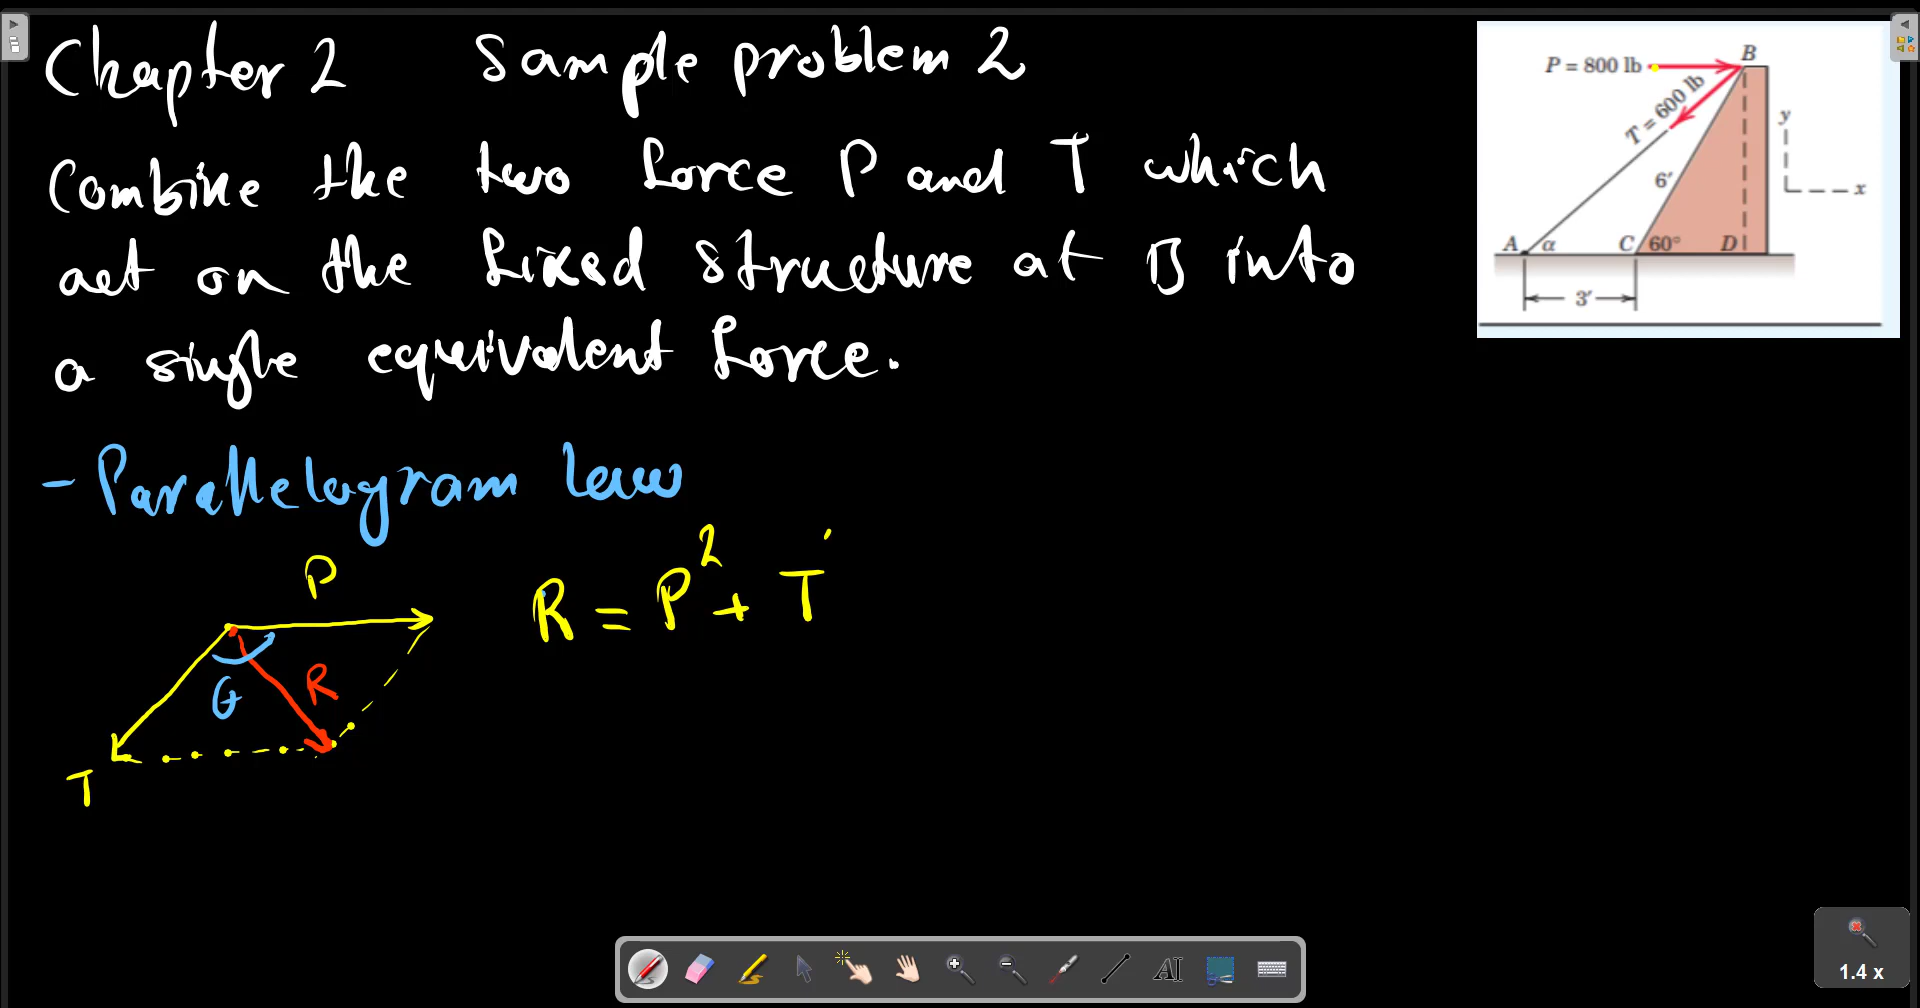 Chapter 2 Sample problem 2
Combine the two force P and T which
act on the fixed structure at B into
a single equivalent force.
- Parallelogram law
P
R = P² + T
θ
R
T
P = 800 lb
B
T = 600 lb
y
x
6′
A α C 60° D
3′
AI
1.4 x